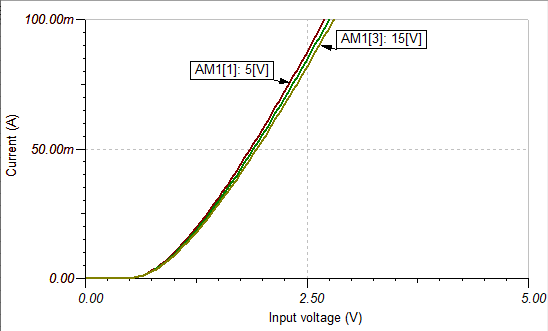 100.00m
AM1[3]: 15[V]
AM1[1]: 5[V]
Current (A)
50.00m
0.00
0.00 2.50 5.00
Input voltage (V)